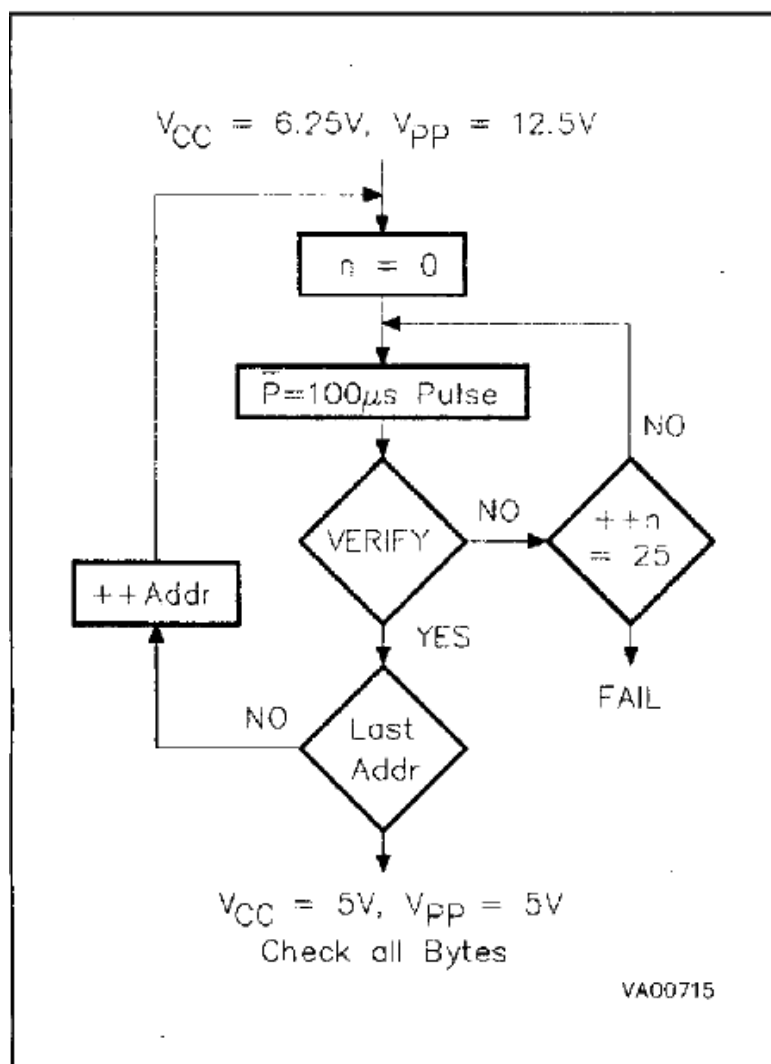 VCC = 6.25V, VPP = 12.5V
n = 0
P̅=100μs Pulse
NO
VERIFY
NO
++n
= 25
++Addr
YES
FAIL
NO
Last
Addr
VCC = 5V, VPP = 5V
Check all Bytes
VA00715